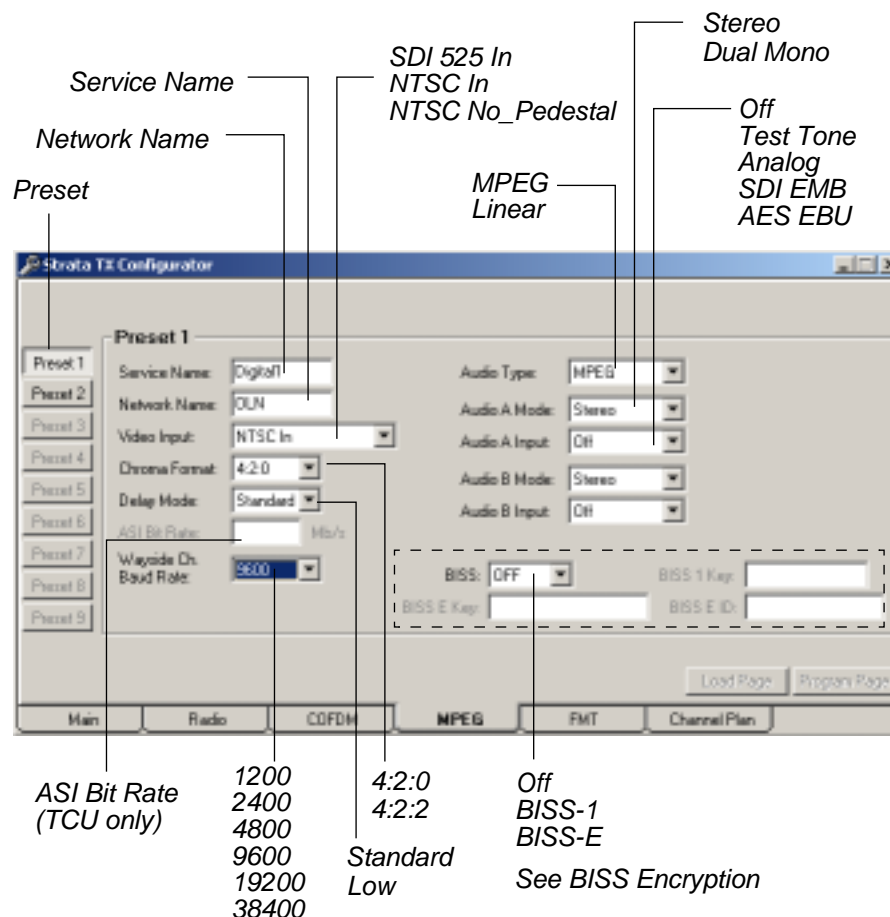 Stereo
Dual Mono
SDI 525 In
NTSC In
NTSC No_Pedestal
Service Name
Off
Test Tone
Analog
SDI EMB
AES EBU
Network Name
MPEG
Linear
Preset
Strata TX Configurator
Preset 1
Preset 1
Preset 2
Preset 3
Preset 4
Preset 5
Preset 6
Preset 7
Preset 8
Preset 9
Service Name: Digital1
Network Name: OLN
Video Input: NTSC In
Chroma Format: 4:2:0
Delay Mode: Standard
ASI Bit Rate: Mb/s
Wayside Ch.
Baud Rate: 9600
Audio Type: MPEG
Audio A Mode: Stereo
Audio A Input: Off
Audio B Mode: Stereo
Audio B Input: Off
BISS: OFF
BISS 1 Key:
BISS E Key:
BISS E ID:
Load Page
Program Page
Main
Radio
COFDM
MPEG
FMT
Channel Plan
ASI Bit Rate
(TCU only)
1200
2400
4800
9600
19200
38400
4:2:0
4:2:2
Standard
Low
Off
BISS-1
BISS-E
See BISS Encryption